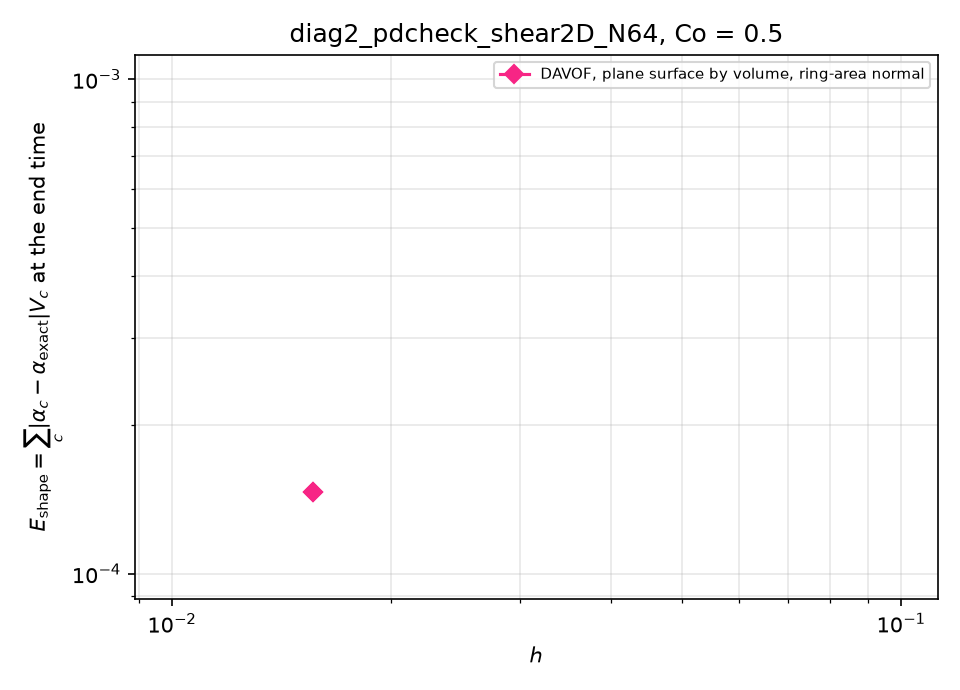 diag2_pdcheck_shear2D_N64, Co = 0.5
DAVOF, plane surface by volume, ring-area normal
10⁻³
10⁻⁴
E_shape = ∑_c |α_c − α_exact|V_c at the end time
10⁻²
10⁻¹
h